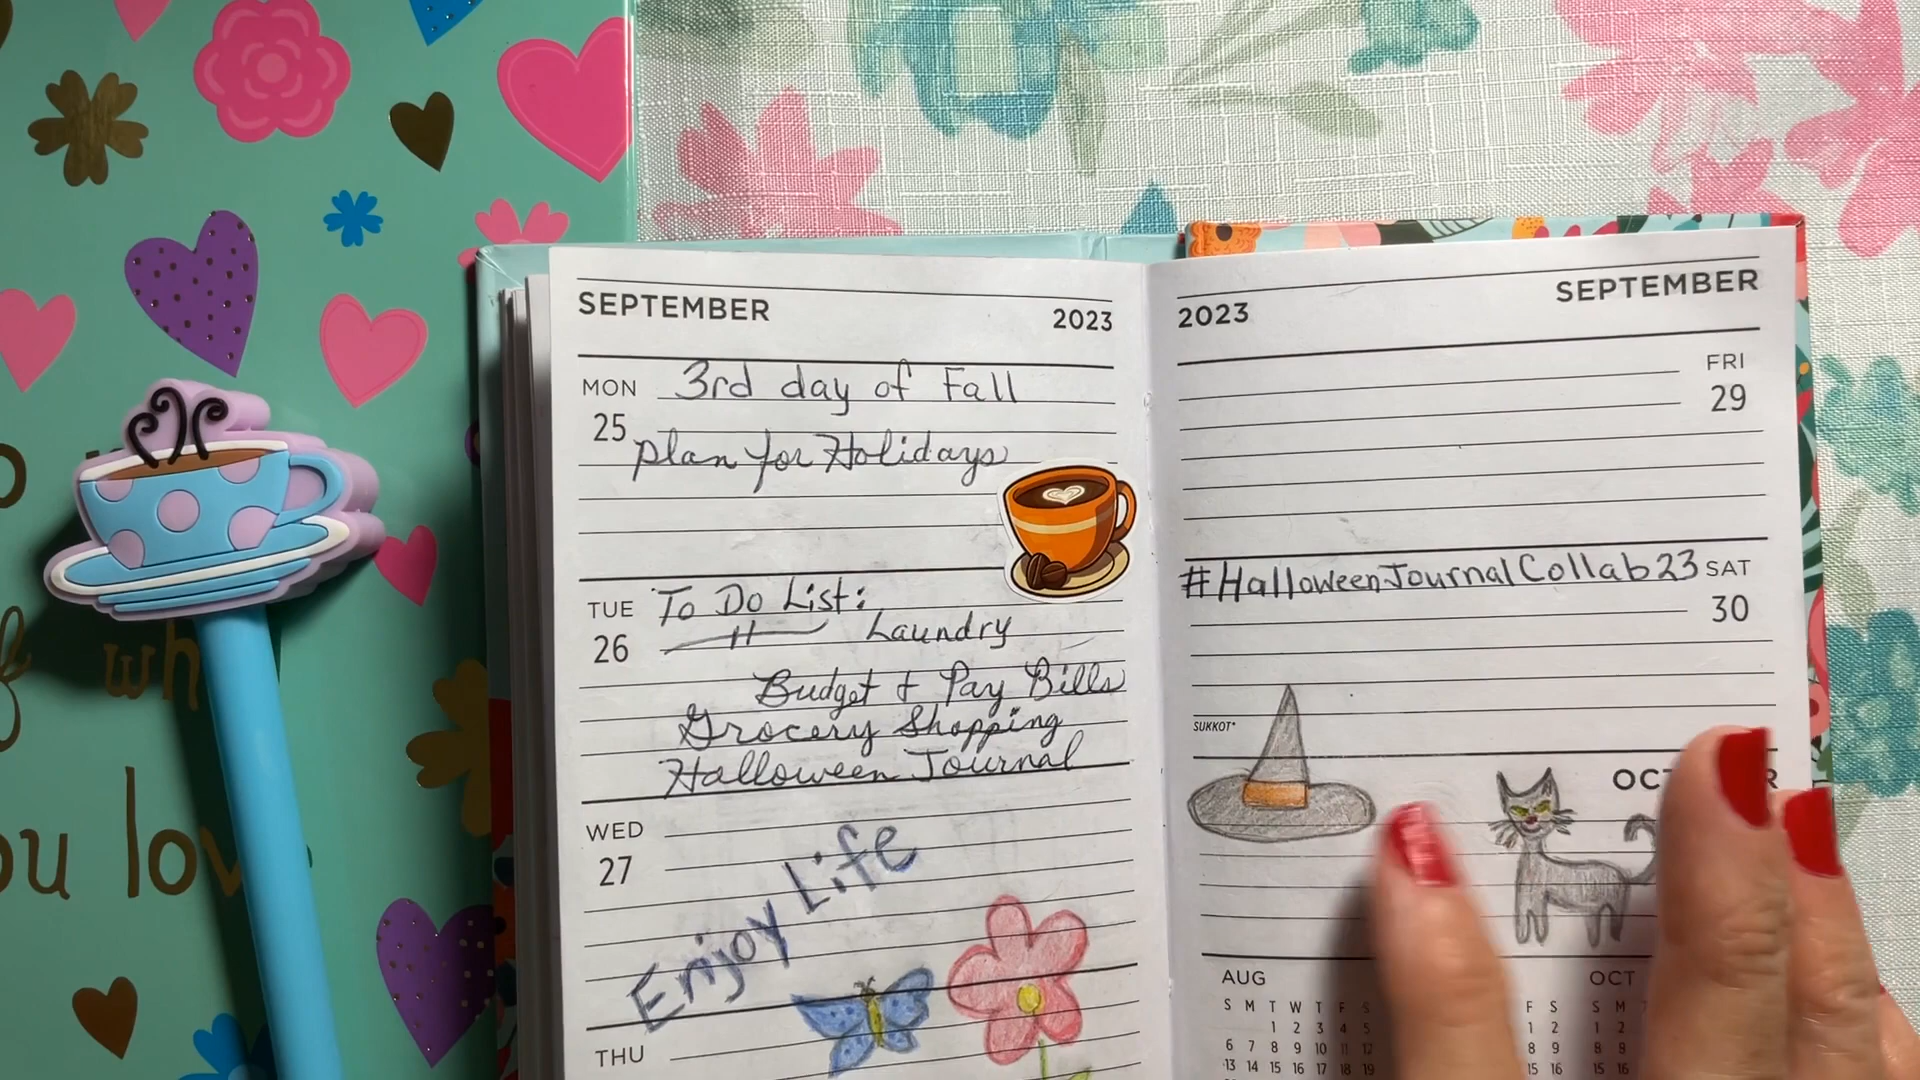 SEPTEMBER 2023
MON 3rd day of Fall
25
plan for Holidays
TUE To Do List:
26 Laundry
Budget & Pay Bills
Grocery Shopping
Halloween Journal
WED
27
Enjoy Life
THU
2023 SEPTEMBER
FRI
29
#HalloweenJournalCollab23 SAT
30
SUKKOT*
AUG OCT
S M T W T F S F S S M
1 2 3 4 5 1 2 1 2
6 7 8 9 10 11 12 8 9 8 9
13 14 15 16 17 18 19 15 16 15 16
wh
ou lov